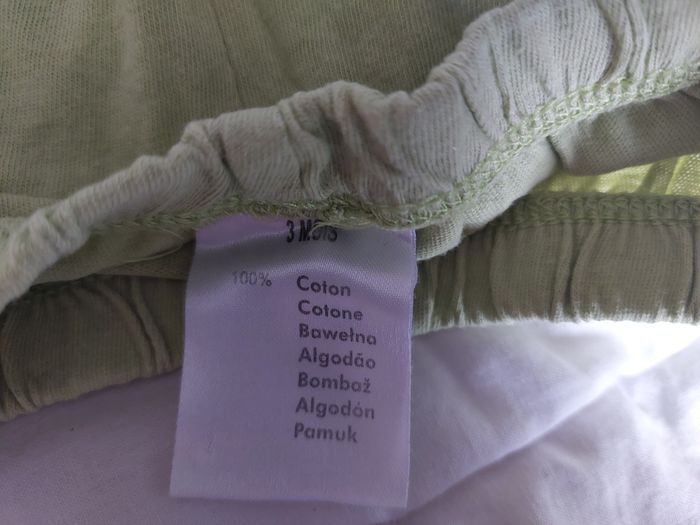 3 MOIS
100% Coton
Cotone
Bawełna
Algodão
Bombaž
Algodón
Pamuk